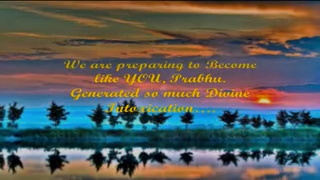 We are preparing to Become
like YOU, Prabhu.
Generated so much Divine
Intoxication.....